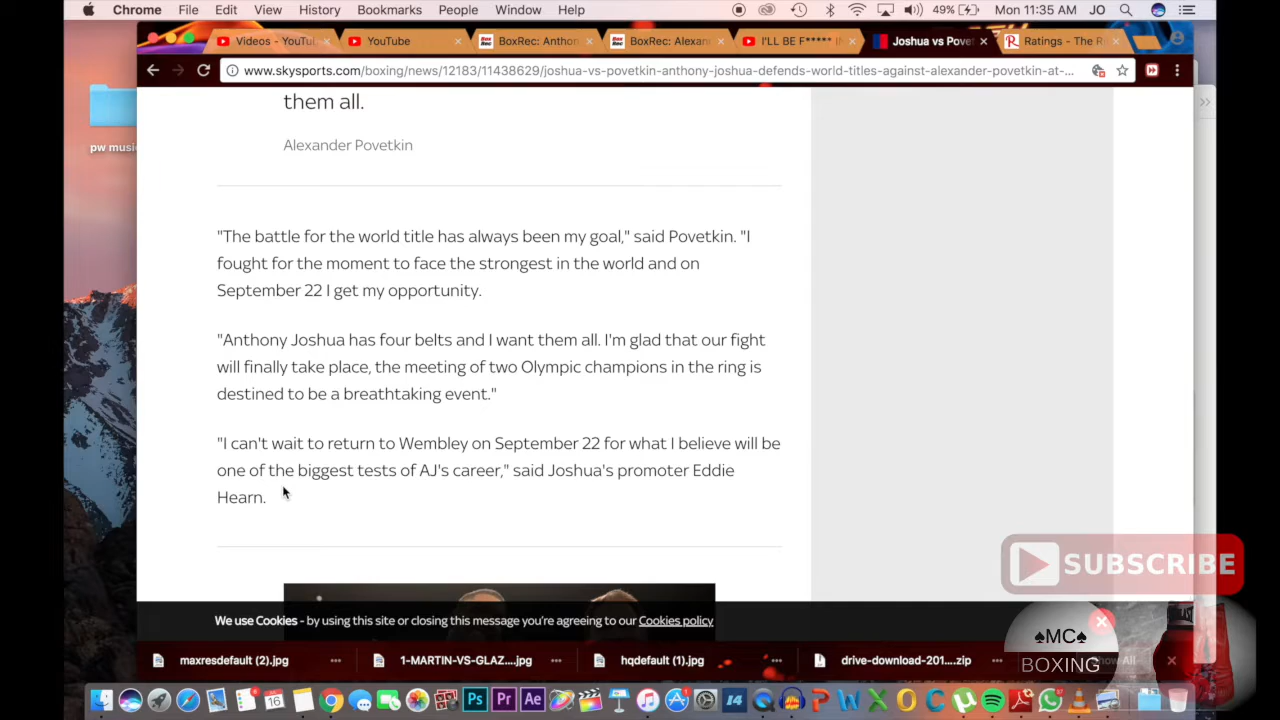 Chrome File Edit View History Bookmarks People Window Help 49% Mon 11:35 AM JO
Videos - YouTu
YouTube
BoxRec: Anthon
BoxRec: Alexan
I'LL BE F***** I
Joshua vs Pove
Ratings - The R
www.skysports.com/boxing/news/12183/11438629/joshua-vs-povetkin-anthony-joshua-defends-world-titles-against-alexander-povetkin-at-...
pw music
them all.
Alexander Povetkin
"The battle for the world title has always been my goal," said Povetkin. "I
fought for the moment to face the strongest in the world and on
September 22 I get my opportunity.
"Anthony Joshua has four belts and I want them all. I'm glad that our fight
will finally take place, the meeting of two Olympic champions in the ring is
destined to be a breathtaking event."
"I can't wait to return to Wembley on September 22 for what I believe will be
one of the biggest tests of AJ's career," said Joshua's promoter Eddie
Hearn.
SUBSCRIBE
We use Cookies - by using this site or closing this message you're agreeing to our Cookies policy
♠MC♠
BOXING
maxresdefault (2).jpg
1-MARTIN-VS-GLAZ....jpg
hqdefault (1).jpg
drive-download-201....zip
Show All
16
Ps Pr Ae
14